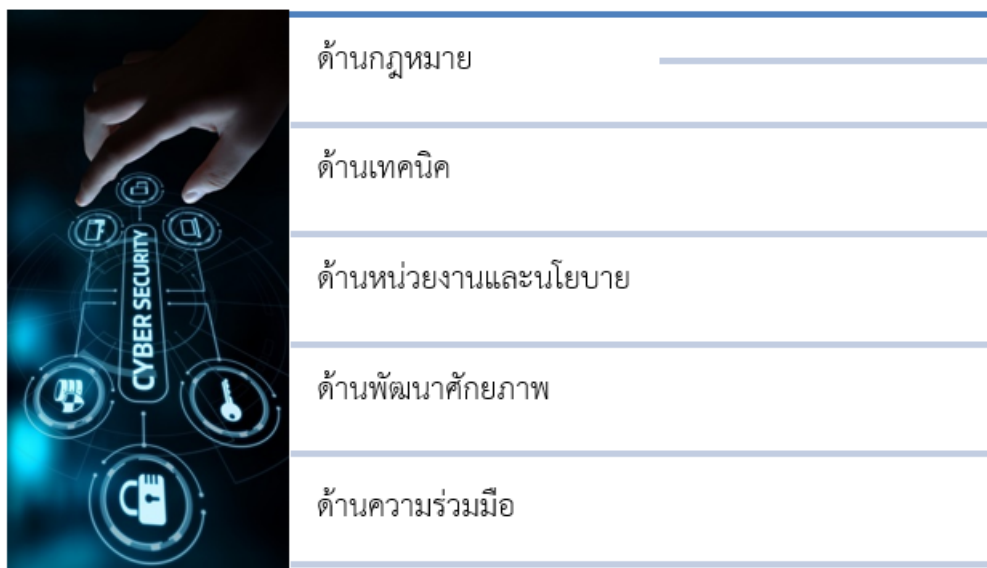 ด้านกฎหมาย
ด้านเทคนิค
ด้านหน่วยงานและนโยบาย
ด้านพัฒนาศักยภาพ
ด้านความร่วมมือ
CYBER SECURITY